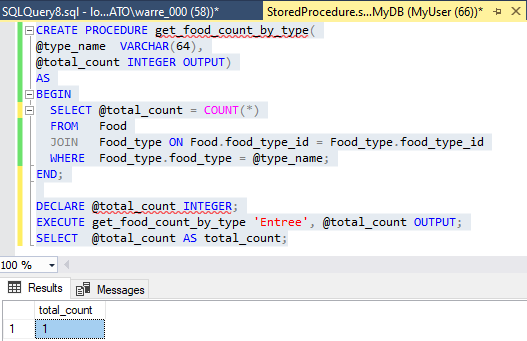 SQLQuery8.sql - lo...ATO\warre_000 (58))*
StoredProcedure.s...MyDB (MyUser (66))*
CREATE PROCEDURE get_food_count_by_type(
@type_name VARCHAR(64),
@total_count INTEGER OUTPUT)
AS
BEGIN
SELECT @total_count = COUNT(*)
FROM Food
JOIN Food_type ON Food.food_type_id = Food_type.food_type_id
WHERE Food_type.food_type = @type_name;
END;
DECLARE @total_count INTEGER;
EXECUTE get_food_count_by_type 'Entree', @total_count OUTPUT;
SELECT @total_count AS total_count;
100 %
Results Messages
total_count
1 1